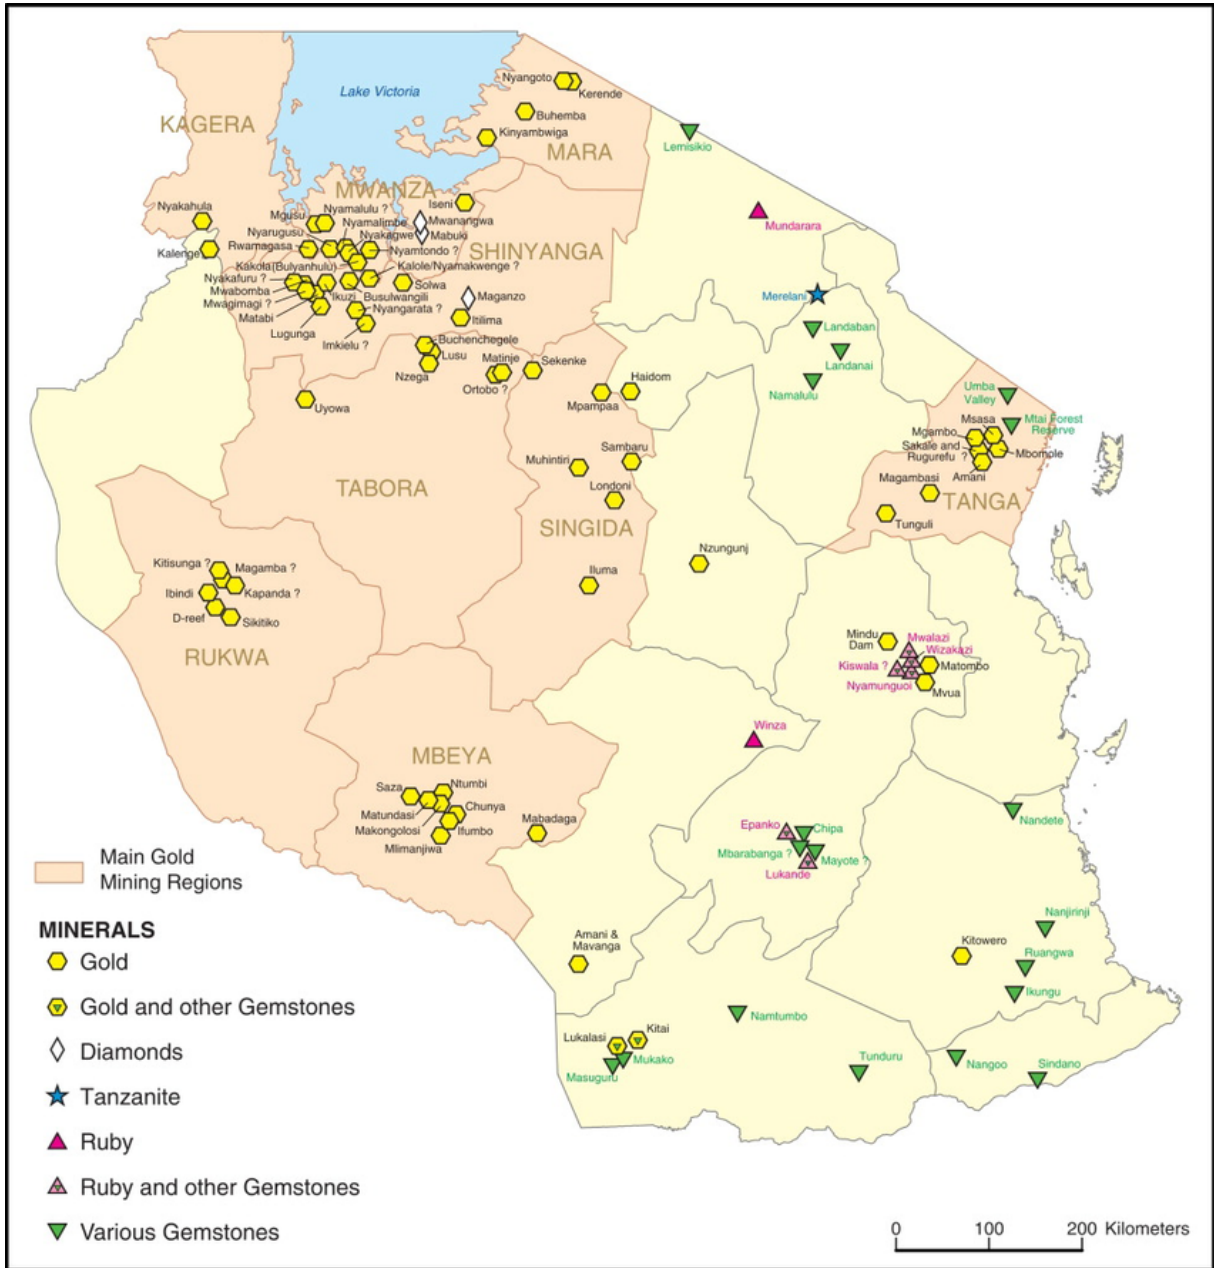 Lake Victoria
Nyangoto
Kerende
Buhemba
Kinyambwiga
KAGERA
MARA
Lemisikio
MWANZA
Nyakahula
Nyamalulu ?
Iseni
Mgusu
Nyamalimbe
Mwanangwa
Mundarara
Nyarugusu
Nyakagwe
Mabuki
Rwamagasa
Nyamtondo ?
SHINYANGA
Kalenge
Kakola(Bulyanhulu)
Kalole/Nyamakwenge ?
Nyakafuru ?
Solwa
Mwabomba
Ikuzi
Busulwangili
Maganzo
Merelani
Mwagimagi ?
Nyangarata ?
Matabi
Itilima
Lugunga
Landaban
Imkielu ?
Buchenchegele
Lusu
Matinje
Sekenke
Landanai
Nzega
Ortobo ?
Haidom
Namalulu
Umba
Valley
Uyowa
Mpampaa
Msasa
Mtai Forest
Reserve
Mgambo
Sakale and
Rugurefu ?
Mbomole
Sambaru
Muhintiri
Amani
Magambasi
TABORA
Londoni
TANGA
SINGIDA
Tunguli
Nzungunj
Kitisunga ?
Magamba ?
Iluma
Ibindi
Kapanda ?
D-reef
Sikitiko
Mindu
Dam
Mwalazi
Wizakazi
RUKWA
Kiswala ?
Matombo
Nyamunguoi
Mvua
Winza
MBEYA
Saza
Ntumbi
Matundasi
Chunya
Nandete
Makongolosi
Ifumbo
Mabadaga
Epanko
Chipa
Mlimanjiwa
Mbarabanga ?
Mayote ?
Lukande
Main Gold
Mining Regions
Nanjirinji
MINERALS
Amani &
Mavanga
Kitowero
Ruangwa
Gold
Ikungu
Gold and other Gemstones
Namtumbo
Lukalasi
Kitai
Diamonds
Mukako
Tunduru
Nangoo
Sindano
Masuguru
Tanzanite
Ruby
Ruby and other Gemstones
Various Gemstones
0 100 200 Kilometers